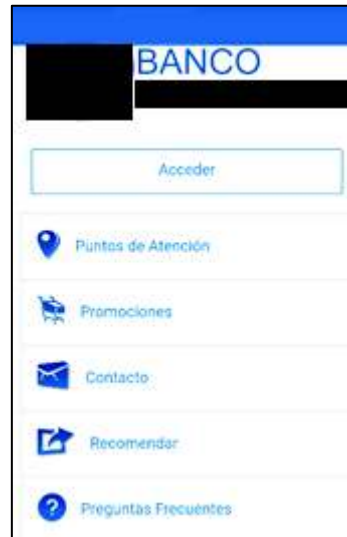 BANCO
Acceder
Puntos de Atención
Promociones
Contacto
Recomendar
Preguntas Frecuentes